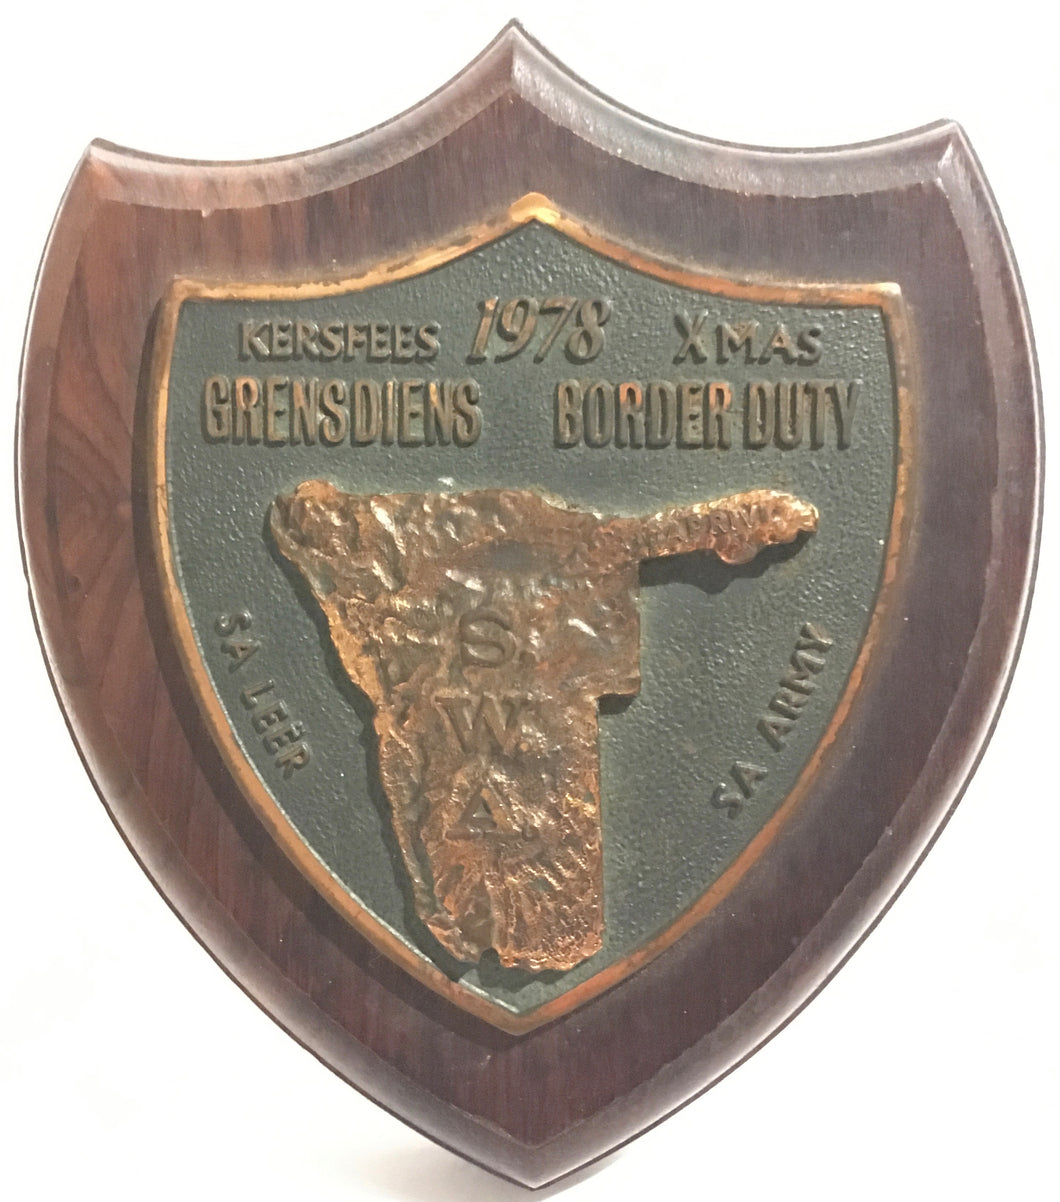 1978
KERSFEES
XMAS
GRENSDIENS
BORDER DUTY
CAPRIVI
S.
W.
A.
SA LEËR
SA ARMY